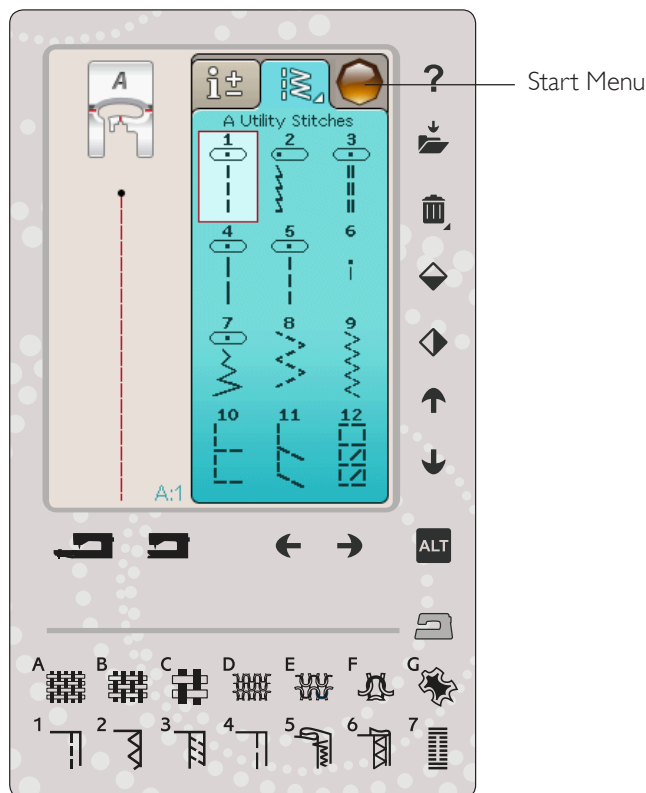 A
i±
Start Menu
?
A Utility Stitches
1 2 3
4 5 6
7 8 9
10 11 12
A:1
ALT
A B C D E F G
1 2 3 4 5 6 7